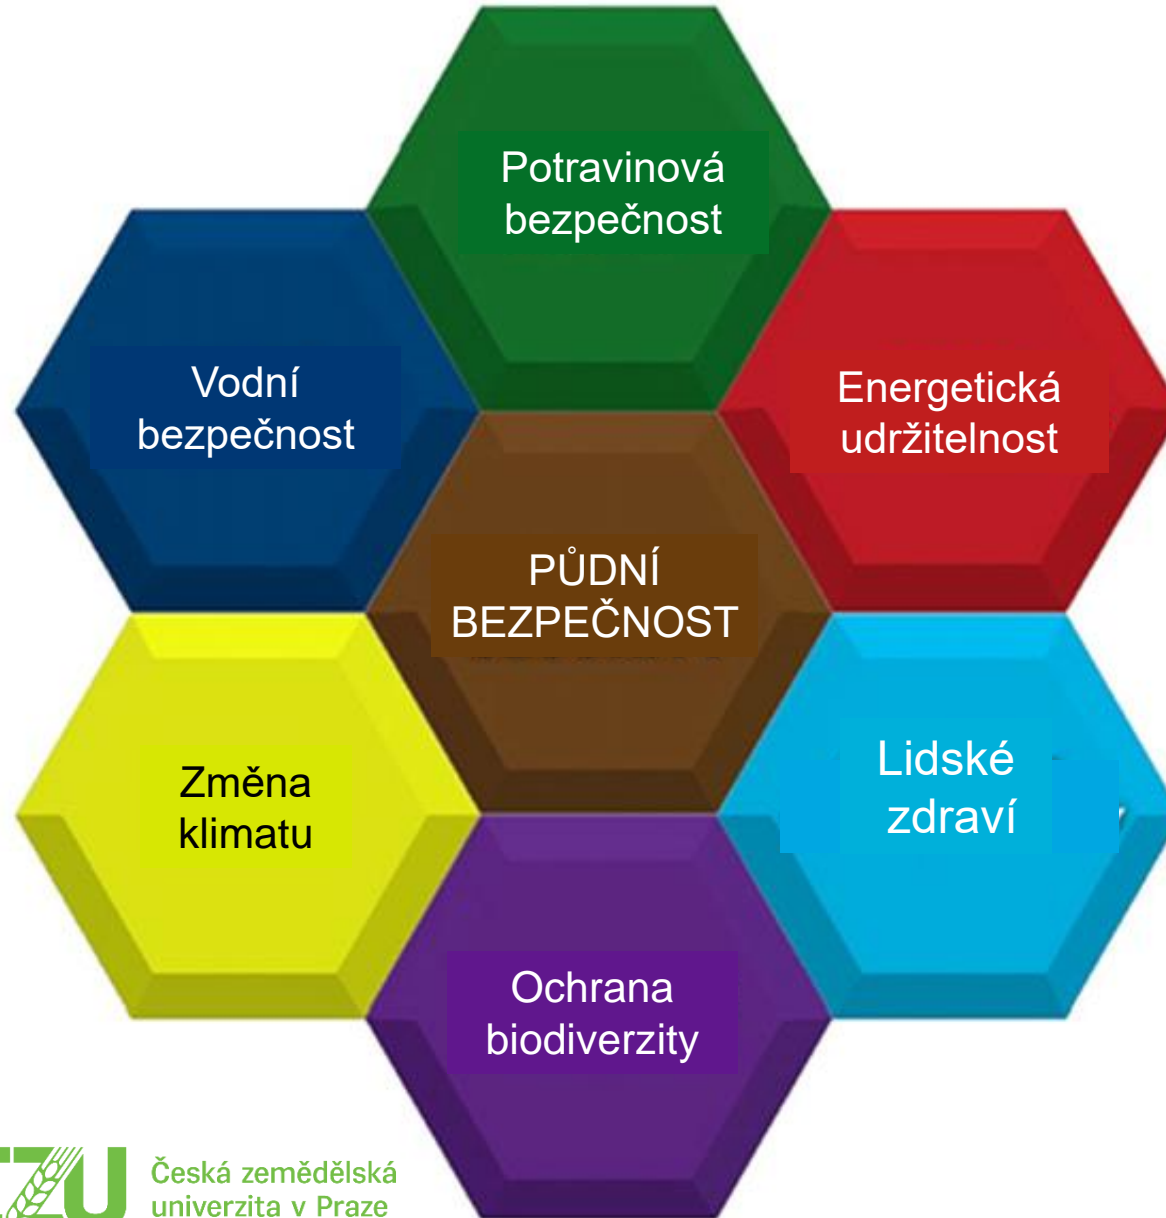 Potravinová
bezpečnost
Vodní
bezpečnost
Energetická
udržitelnost
PŮDNÍ
BEZPEČNOST
Změna
klimatu
Lidské
zdraví
Ochrana
biodiverzity
Česká zemědělská
univerzita v Praze